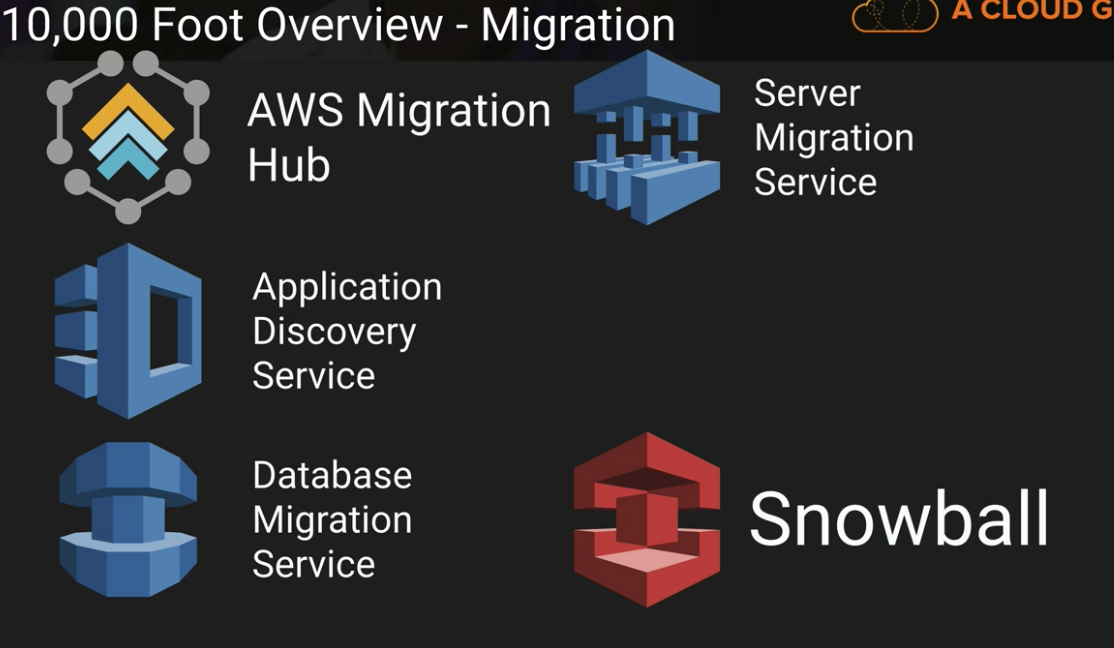 10,000 Foot Overview - Migration
A CLOUD G
AWS Migration
Hub
Server
Migration
Service
Application
Discovery
Service
Database
Migration
Service
Snowball